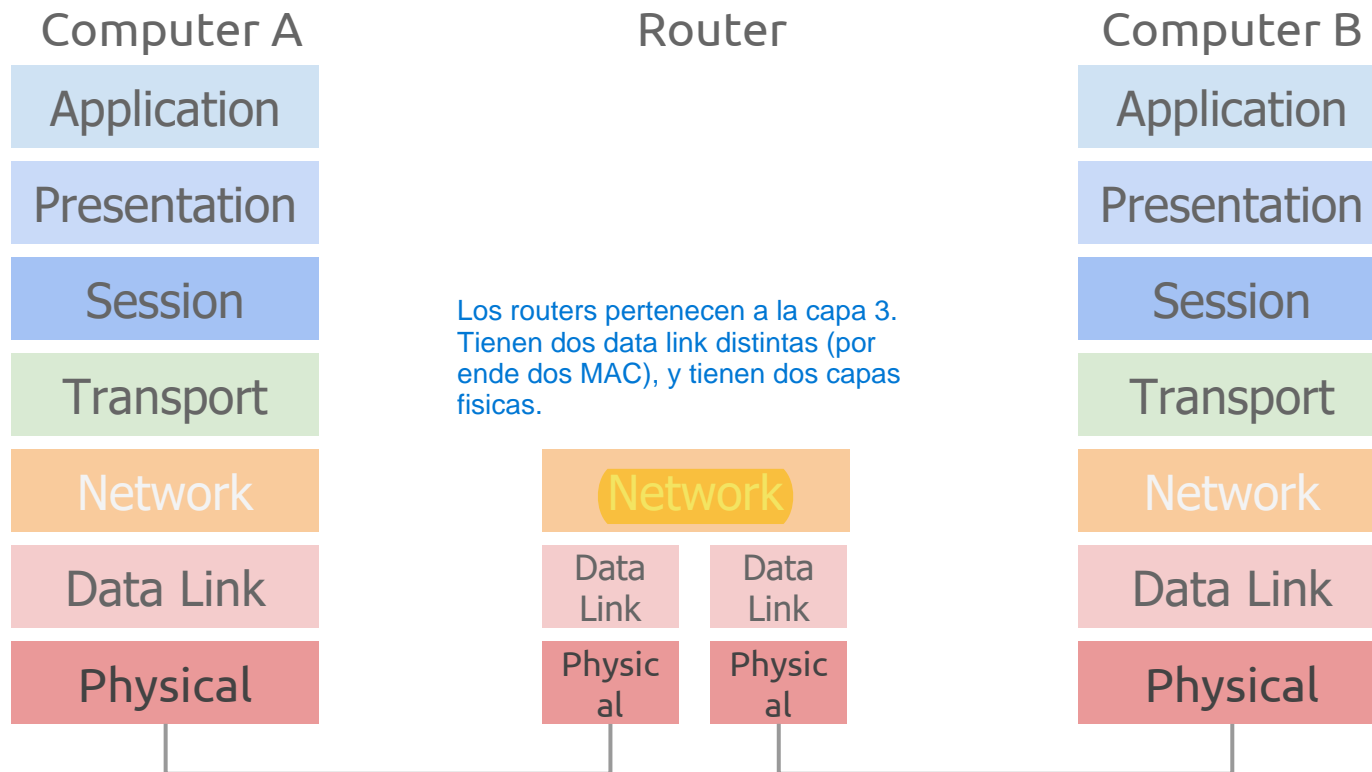 Computer A
Router
Computer B
Application
Application
Presentation
Presentation
Session
Los routers pertenecen a la capa 3.
Tienen dos data link distintas (por
ende dos MAC), y tienen dos capas
fisicas.
Session
Transport
Transport
Network
Network
Network
Data Link
Data
Link
Data
Link
Data Link
Physical
Physic
al
Physic
al
Physical